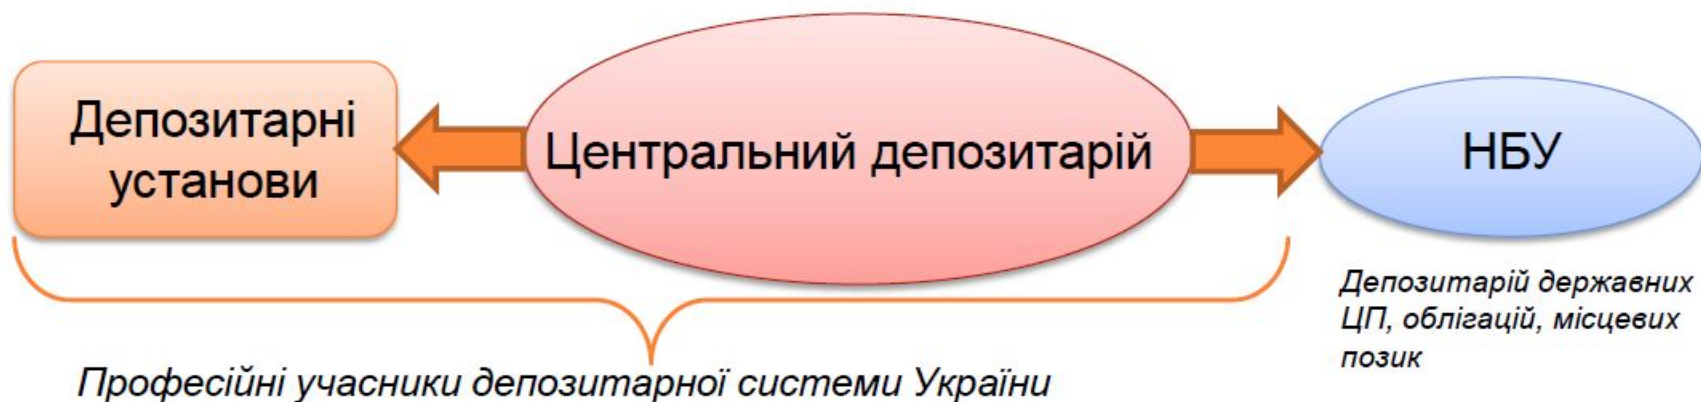 Депозитарні
установи
Центральний депозитарій
НБУ
Депозитарій державних
ЦП, облігацій, місцевих
позик
Професійні учасники депозитарної системи України